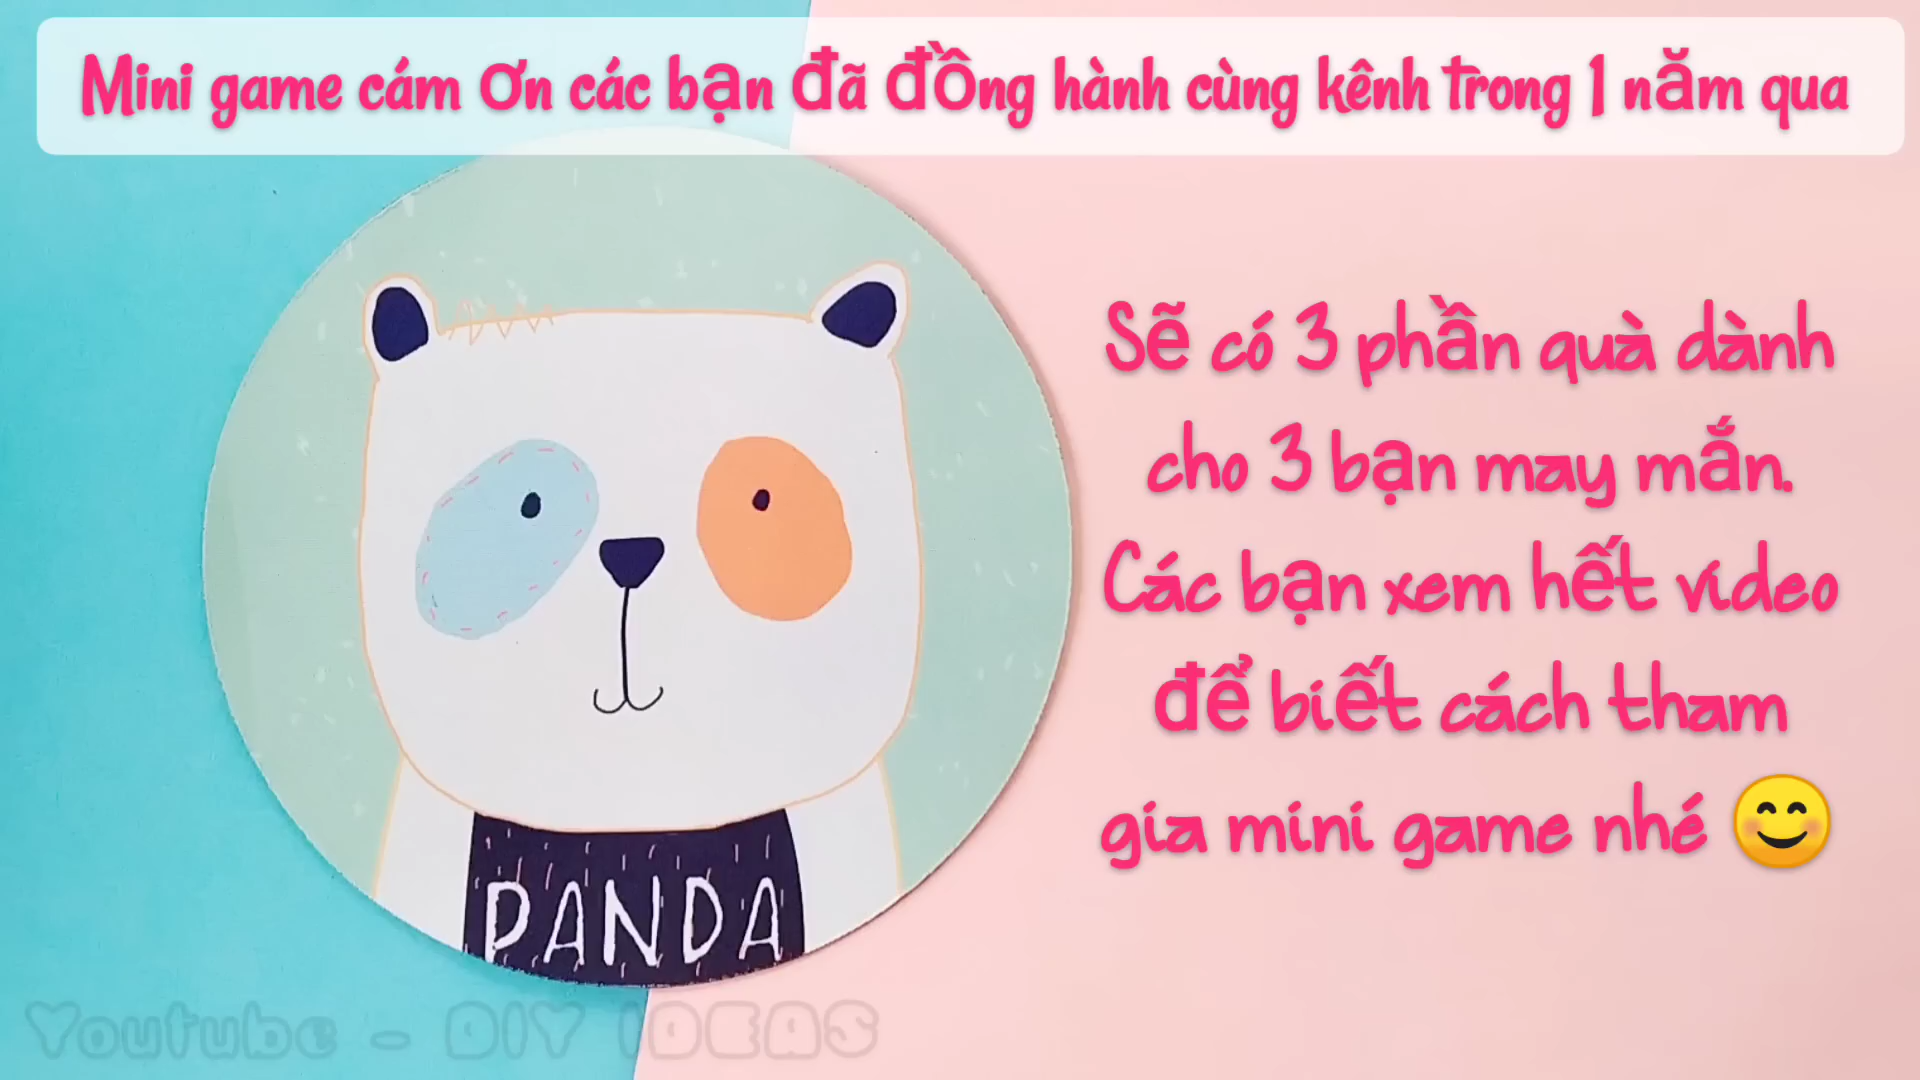 Mini game cám ơn các bạn đã đồng hành cùng kênh trong 1 năm qua
Sẽ có 3 phần quà dành
cho 3 bạn may mắn.
Các bạn xem hết video
để biết cách tham
gia mini game nhé 😊
PANDA
Youtube - DIY IDEAS